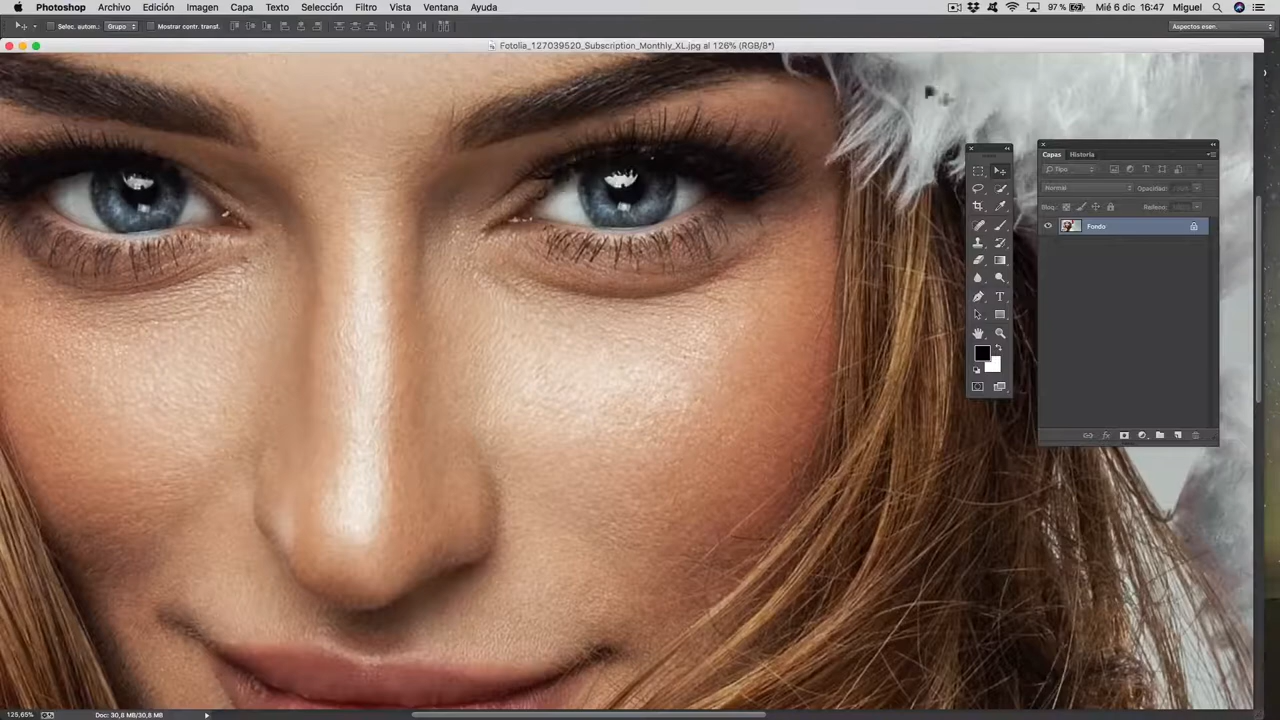 Photoshop Archivo Edición Imagen Capa Texto Selección Filtro Vista Ventana Ayuda 97 % Mié 6 dic 16:47 Miguel
Selec. autom.: Grupo Mostrar contr. transf. Aspectos esen.
Fotolia_127039520_Subscription_Monthly_XL.jpg al 126% (RGB/8*)
Capas Historia
Tipo
Normal Opacidad:
Bloq.: Relleno:
Fondo
125,65% Doc: 30,8 MB/30,8 MB